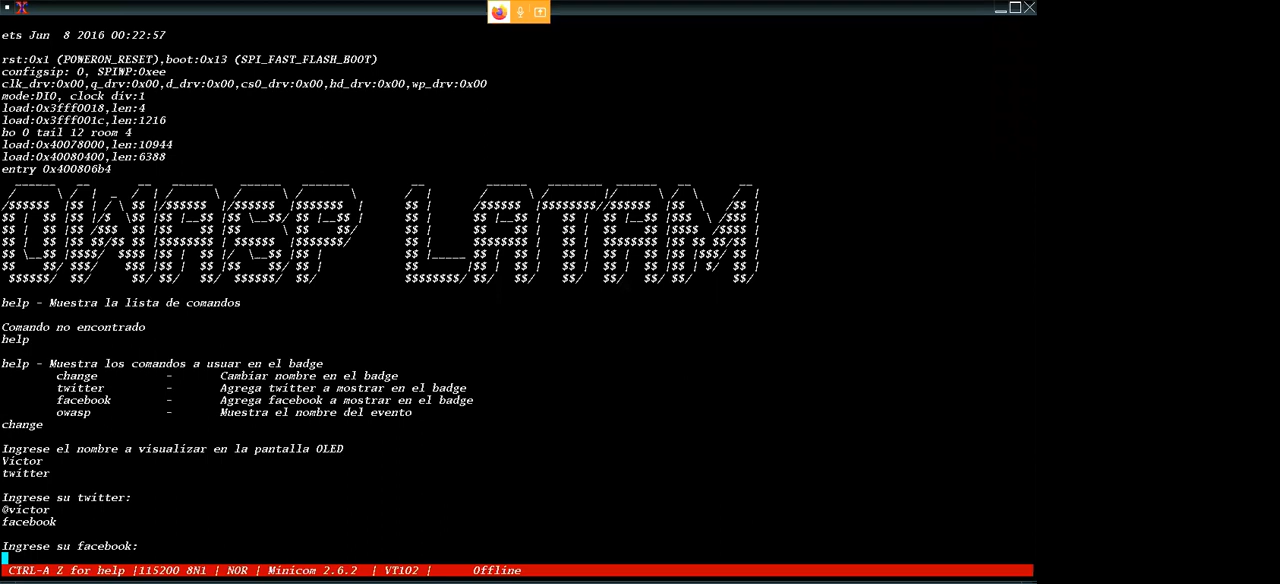 ets Jun  8 2016 00:22:57
rst:0x1 (POWERON_RESET),boot:0x13 (SPI_FAST_FLASH_BOOT)
configsip: 0, SPIWP:0xee
clk_drv:0x00,q_drv:0x00,d_drv:0x00,cs0_drv:0x00,hd_drv:0x00,wp_drv:0x00
mode:DIO, clock div:1
load:0x3fff0018,len:4
load:0x3fff001c,len:1216
ho 0 tail 12 room 4
load:0x40078000,len:10944
load:0x40080400,len:6388
entry 0x400806b4
OWASP LATAM
help - Muestra la lista de comandos
Comando no encontrado
help
help - Muestra los comandos a usuar en el badge
change - Cambiar nombre en el badge
twitter - Agrega twitter a mostrar en el badge
facebook - Agrega facebook a mostrar en el badge
owasp - Muestra el nombre del evento
change
Ingrese el nombre a visualizar en la pantalla OLED
Victor
twitter
Ingrese su twitter:
@victor
facebook
Ingrese su facebook:
CTRL-A Z for help |115200 8N1 | NOR | Minicom 2.6.2 | VT102 | Offline